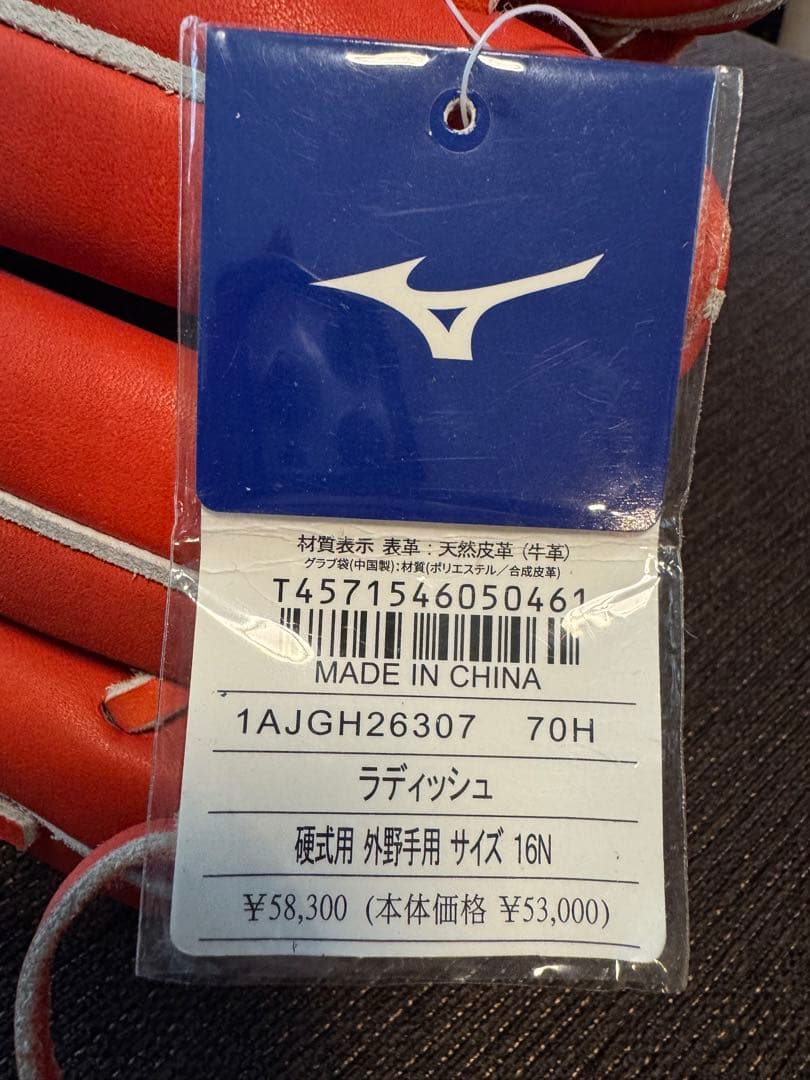 材質表示 表革：天然皮革（牛革）
グラブ袋(中国製)：材質(ポリエステル／合成皮革)
T4571546050461
MADE IN CHINA
1AJGH26307 70H
ラディッシュ
硬式用 外野手用 サイズ 16N
￥58,300 (本体価格 ￥53,000)